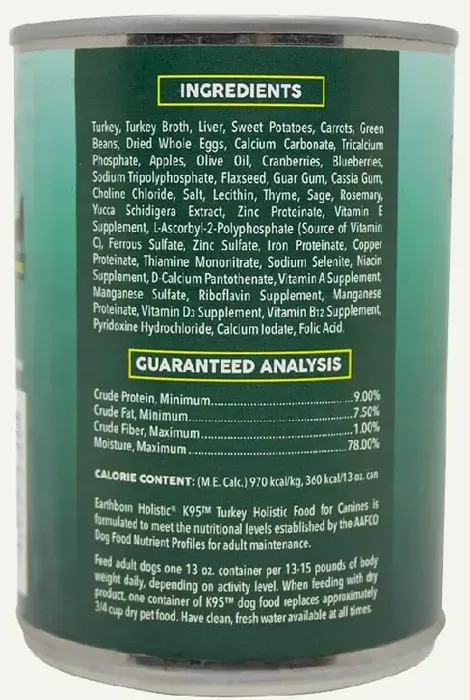 INGREDIENTS
Turkey, Turkey Broth, Liver, Sweet Potatoes, Carrots, Green
Beans, Dried Whole Eggs, Calcium Carbonate, Tricalcium
Phosphate, Apples, Olive Oil, Cranberries, Blueberries,
Sodium Tripolyphosphate, Flaxseed, Guar Gum, Cassia Gum,
Choline Chloride, Salt, Lecithin, Thyme, Sage, Rosemary,
Yucca Schidigera Extract, Zinc Proteinate, Vitamin E
Supplement, L-Ascorbyl-2-Polyphosphate (Source of Vitamin
C), Ferrous Sulfate, Zinc Sulfate, Iron Proteinate, Copper
Proteinate, Thiamine Mononitrate, Sodium Selenite, Niacin
Supplement, D-Calcium Pantothenate, Vitamin A Supplement,
Manganese Sulfate, Riboflavin Supplement, Manganese
Proteinate, Vitamin D3 Supplement, Vitamin B12 Supplement,
Pyridoxine Hydrochloride, Calcium Iodate, Folic Acid.
GUARANTEED ANALYSIS
Crude Protein, Minimum..............................9.00%
Crude Fat, Minimum....................................7.50%
Crude Fiber, Maximum................................1.00%
Moisture, Maximum...................................78.00%
CALORIE CONTENT: (M.E. Calc.) 970 kcal/kg, 360 kcal/13 oz. can
Earthborn Holistic® K95™ Turkey Holistic Food for Canines is
formulated to meet the nutritional levels established by the AAFCO
Dog Food Nutrient Profiles for adult maintenance.
Feed adult dogs one 13 oz. container per 13-15 pounds of body
weight daily, depending on activity level. When feeding with dry
product, one container of K95™ dog food replaces approximately
3/4 cup dry pet food. Have clean, fresh water available at all times.